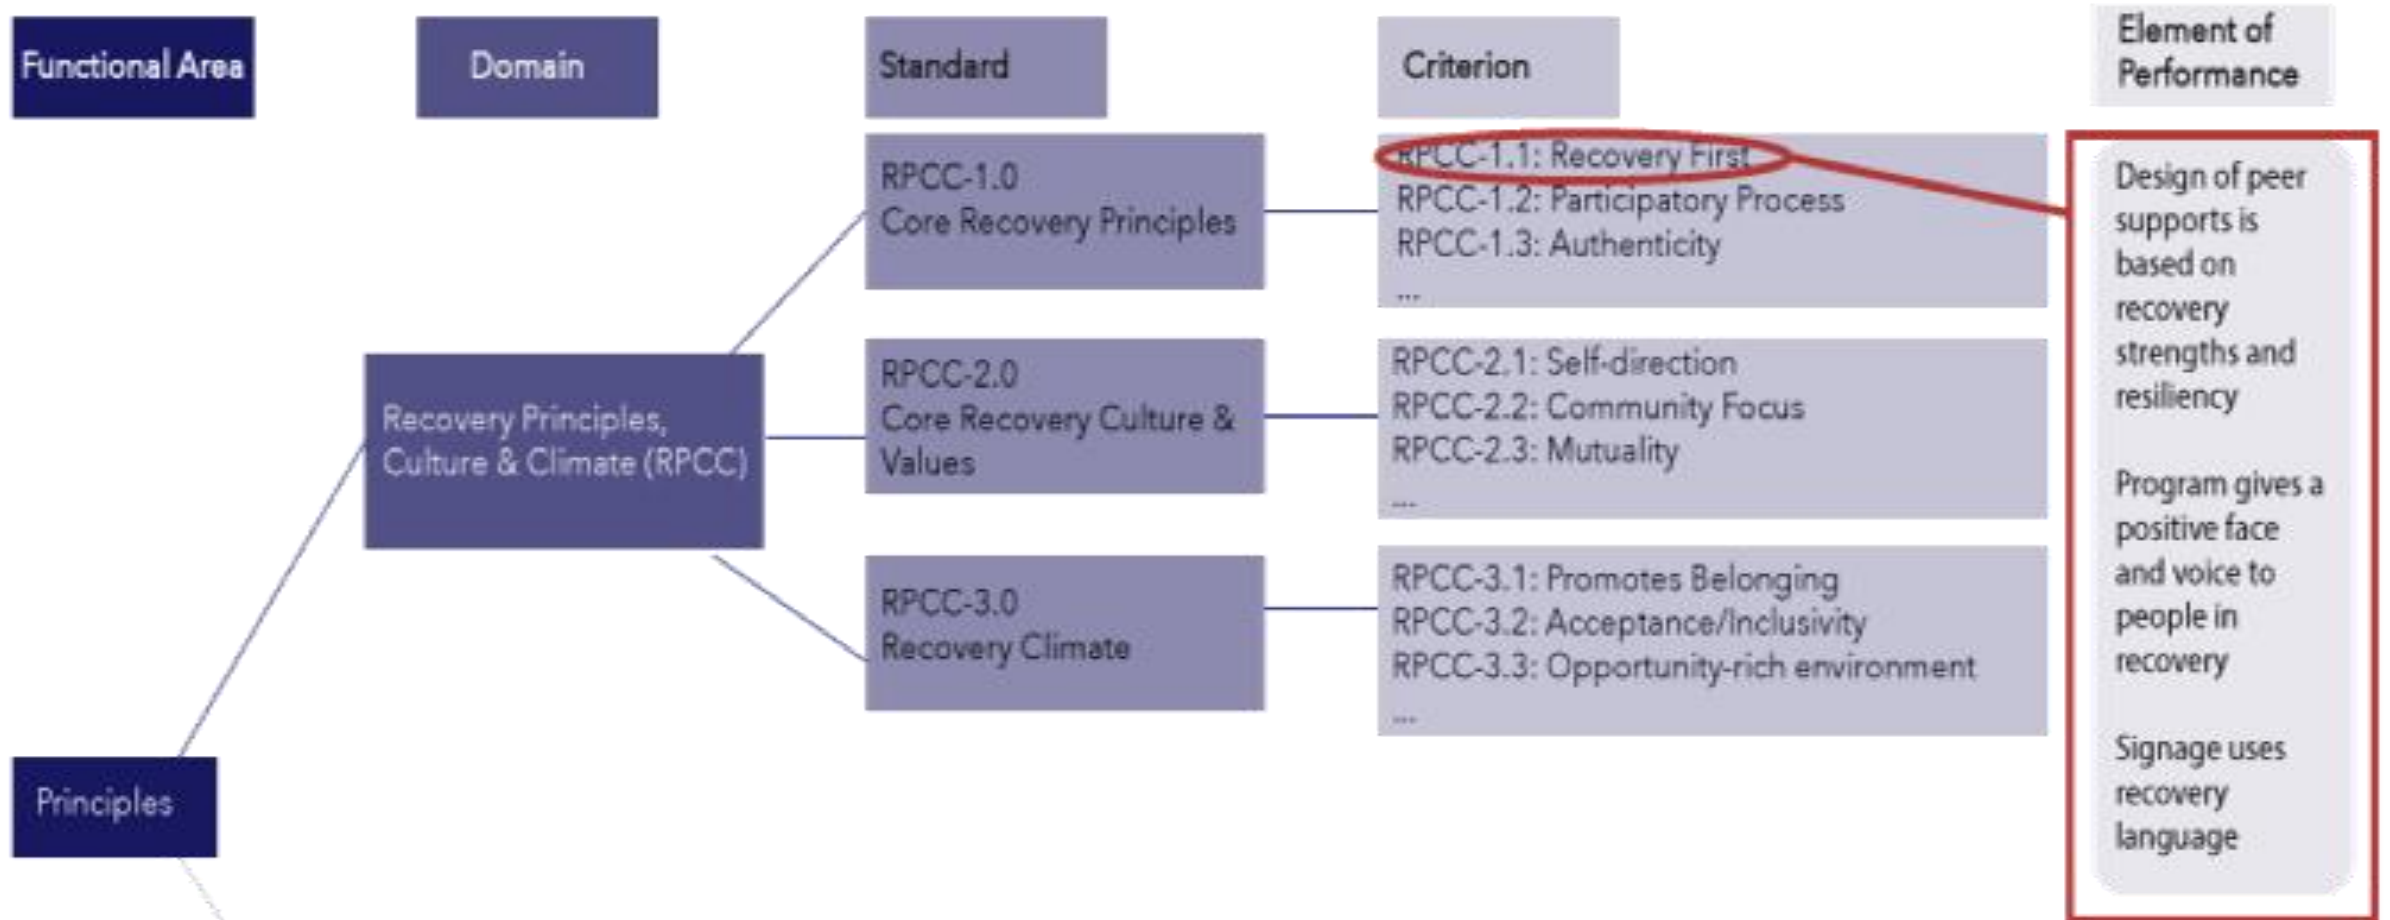 Functional Area
Domain
Standard
Criterion
Element of
Performance
RPCC-1.0
Core Recovery Principles
RPCC-1.1: Recovery First
RPCC-1.2: Participatory Process
RPCC-1.3: Authenticity
...
Recovery Principles,
Culture & Climate (RPCC)
RPCC-2.0
Core Recovery Culture &
Values
RPCC-2.1: Self-direction
RPCC-2.2: Community Focus
RPCC-2.3: Mutuality
...
RPCC-3.0
Recovery Climate
RPCC-3.1: Promotes Belonging
RPCC-3.2: Acceptance/Inclusivity
RPCC-3.3: Opportunity-rich environment
...
Principles
Design of peer
supports is
based on
recovery
strengths and
resiliency
Program gives a
positive face
and voice to
people in
recovery
Signage uses
recovery
language